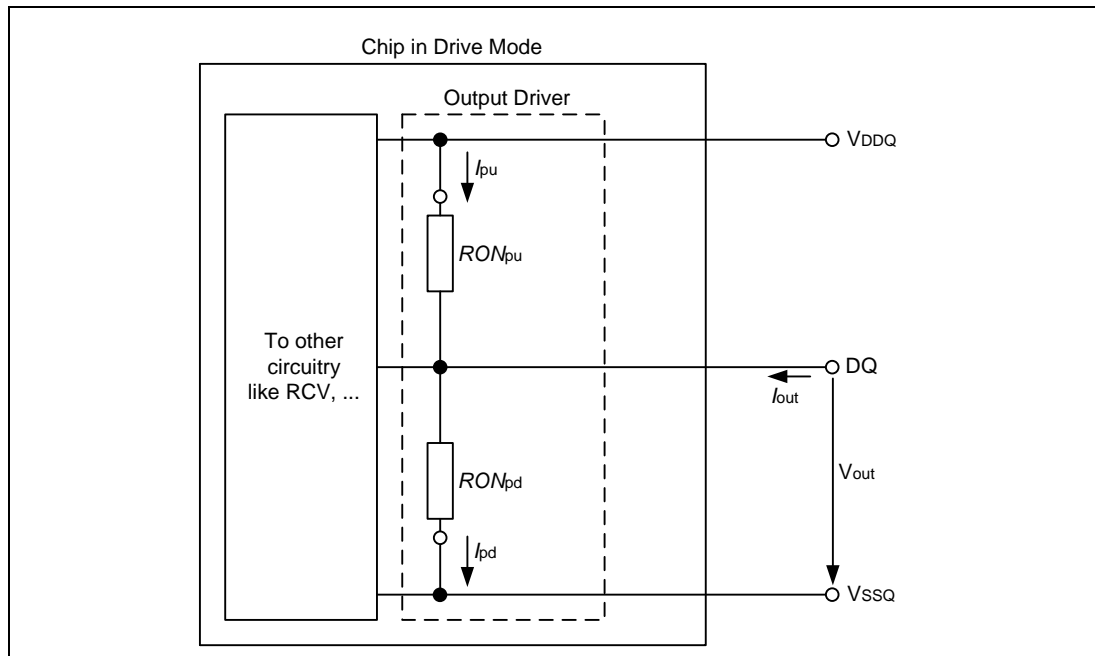 Chip in Drive Mode
Output Driver
VDDQ
Ipu
RONpu
To other
circuitry
like RCV, ...
DQ
Iout
RONpd
Vout
Ipd
VSSQ